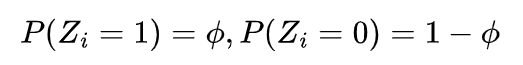 P(Z_i = 1) = ϕ, P(Z_i = 0) = 1 − ϕ